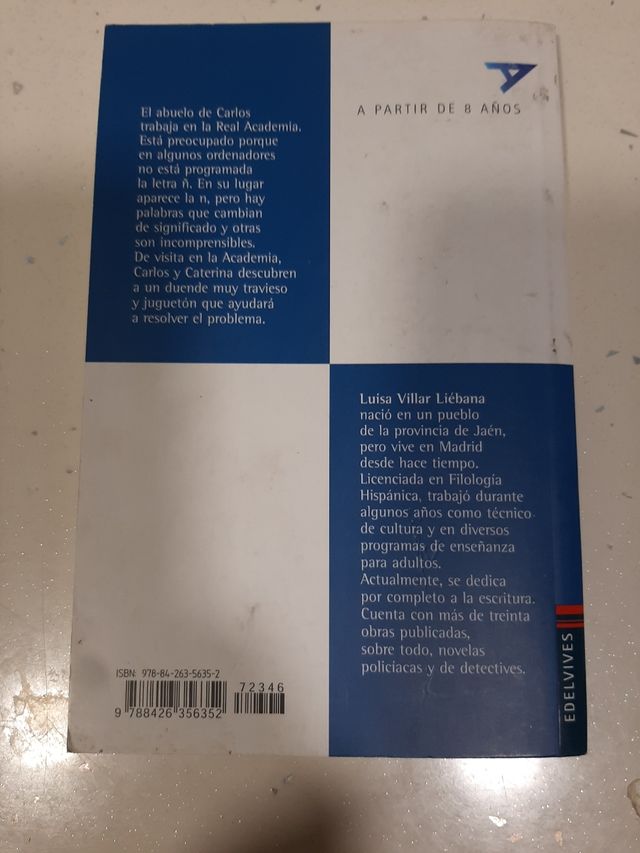 A PARTIR DE 8 AÑOS
El abuelo de Carlos
trabaja en la Real Academia.
Está preocupado porque
en algunos ordenadores
no está programada
la letra ñ. En su lugar
aparece la n, pero hay
palabras que cambian
de significado y otras
son incomprensibles.
De visita en la Academia,
Carlos y Caterina descubren
a un duende muy travieso
y juguetón que ayudará
a resolver el problema.
Luisa Villar Liébana
nació en un pueblo
de la provincia de Jaén,
pero vive en Madrid
desde hace tiempo.
Licenciada en Filología
Hispánica, trabajó durante
algunos años como técnico
de cultura y en diversos
programas de enseñanza
para adultos.
Actualmente, se dedica
por completo a la escritura.
Cuenta con más de treinta
obras publicadas,
sobre todo, novelas
policiacas y de detectives.
ISBN: 978-84-263-5635-2
72346
9 788426 356352
EDELVIVES